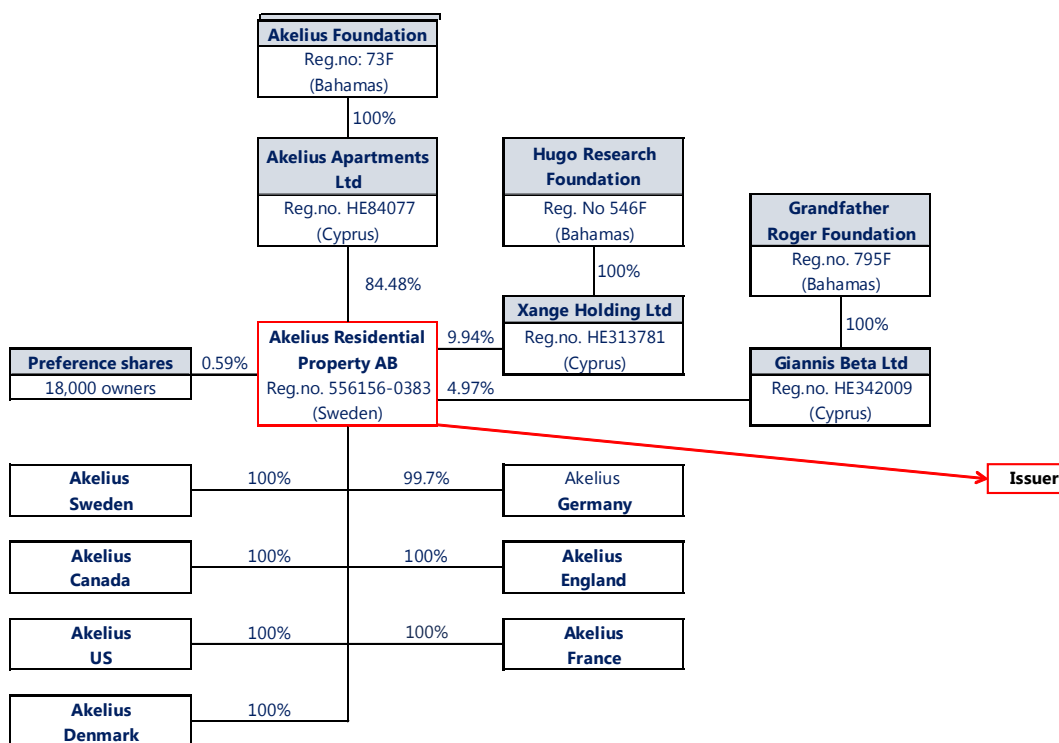 Akelius Foundation
Reg.no: 73F
(Bahamas)
100%
Akelius Apartments
Ltd
Reg.no. HE84077
(Cyprus)
Hugo Research
Foundation
Reg. No 546F
(Bahamas)
Grandfather
Roger Foundation
Reg.no. 795F
(Bahamas)
84.48%
100%
100%
Xange Holding Ltd
Reg.no. HE313781
(Cyprus)
Preference shares
18,000 owners
0.59%
Akelius Residential
Property AB
Reg.no. 556156-0383
(Sweden)
9.94%
4.97%
Giannis Beta Ltd
Reg.no. HE342009
(Cyprus)
Issuer
Akelius
Sweden
100%
99.7%
Akelius
Germany
Akelius
Canada
100%
100%
Akelius
England
Akelius
US
100%
100%
Akelius
France
Akelius
Denmark
100%